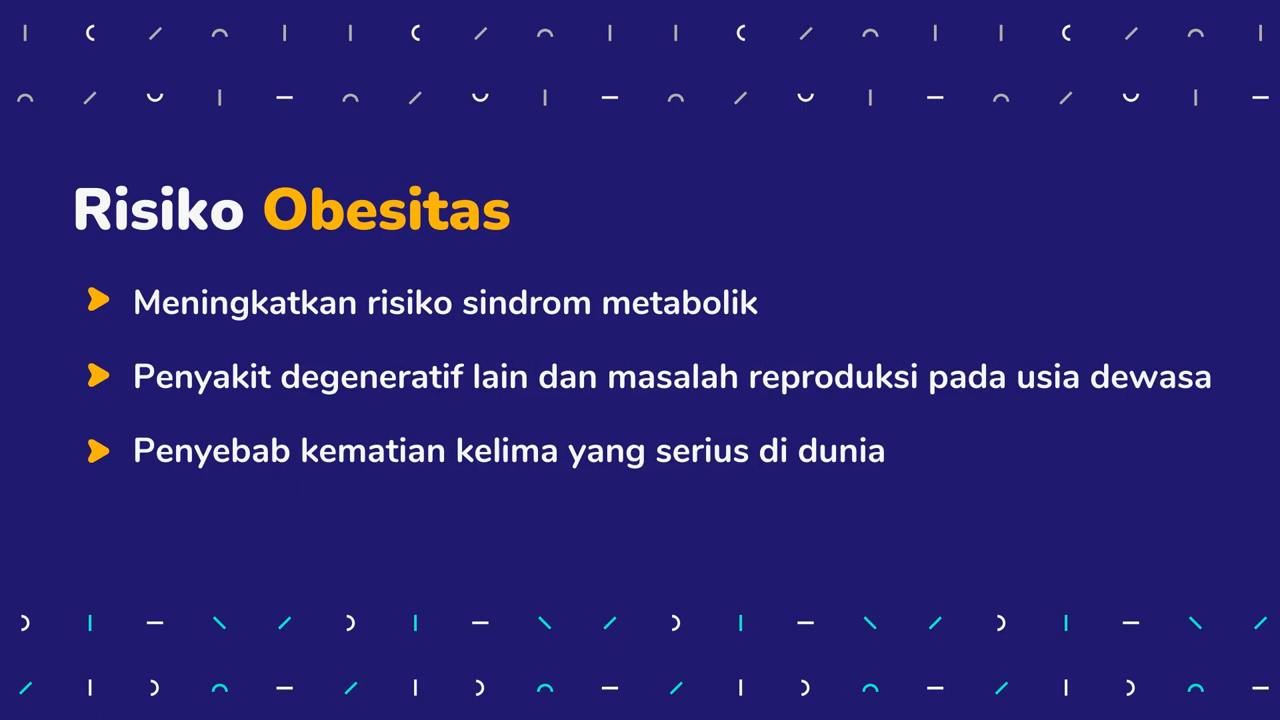 Risiko Obesitas
Meningkatkan risiko sindrom metabolik
Penyakit degeneratif lain dan masalah reproduksi pada usia dewasa
Penyebab kematian kelima yang serius di dunia